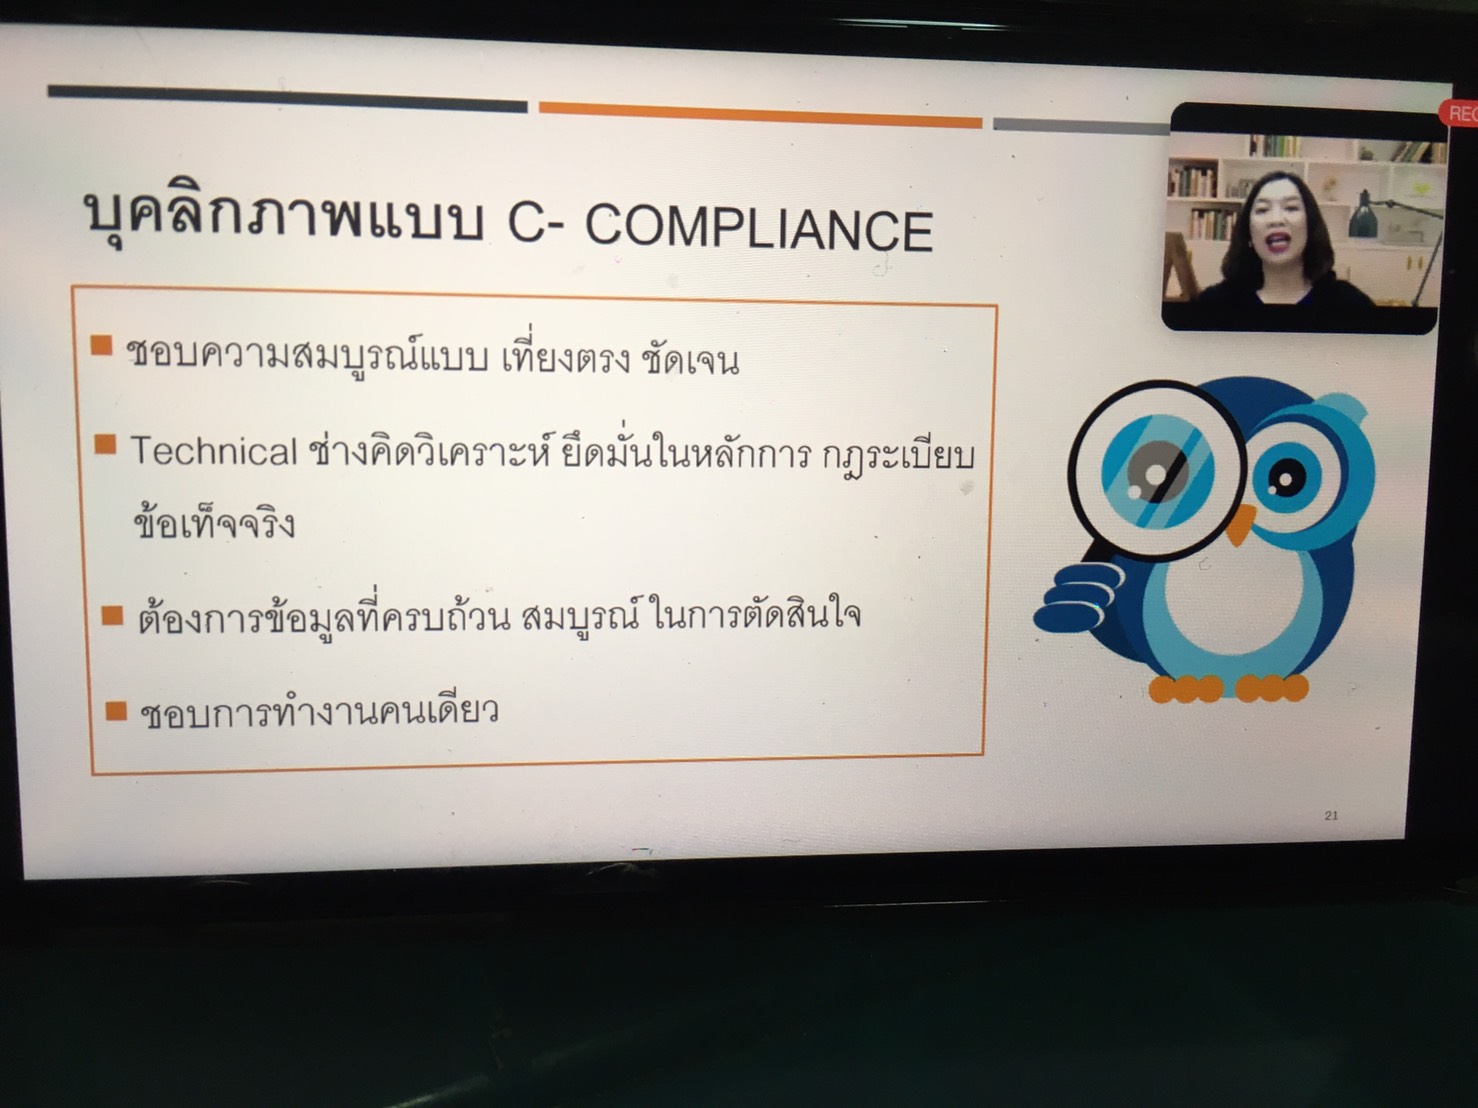 บุคลิกภาพแบบ C- COMPLIANCE
ชอบความสมบูรณ์แบบ เที่ยงตรง ชัดเจน
Technical ช่างคิดวิเคราะห์ ยึดมั่นในหลักการ กฎระเบียบ
ข้อเท็จจริง
ต้องการข้อมูลที่ครบถ้วน สมบูรณ์ ในการตัดสินใจ
ชอบการทำงานคนเดียว
REC
21